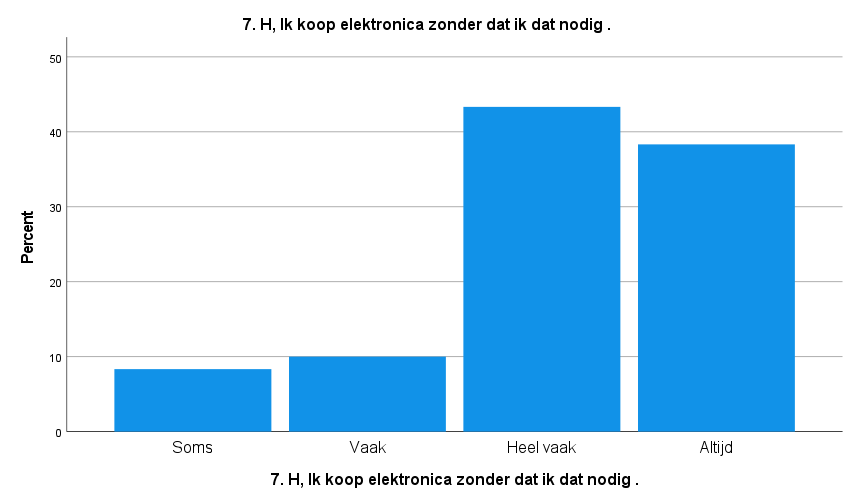 7. H, Ik koop elektronica zonder dat ik dat nodig .
50
40
30
20
10
0
Percent
Soms Vaak Heel vaak Altijd
7. H, Ik koop elektronica zonder dat ik dat nodig .